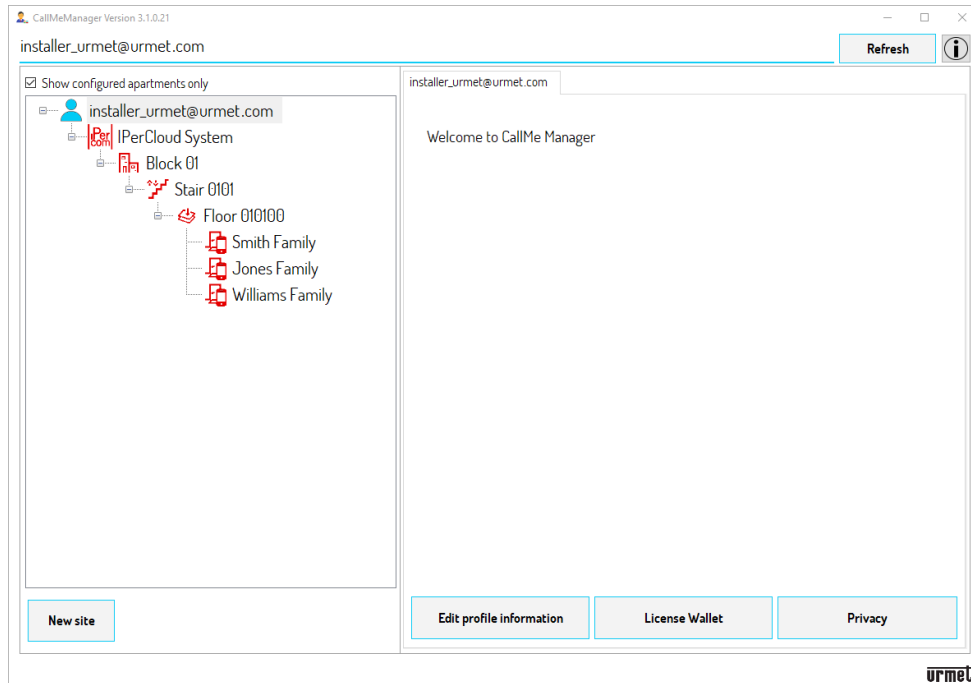 CallMeManager Version 3.1.0.21
installer_urmet@urmet.com
Refresh
Show configured apartments only
installer_urmet@urmet.com
IPerCloud System
Block 01
Stair 0101
Floor 010100
Smith Family
Jones Family
Williams Family
New site
installer_urmet@urmet.com
Welcome to CallMe Manager
Edit profile information
License Wallet
Privacy
urmet